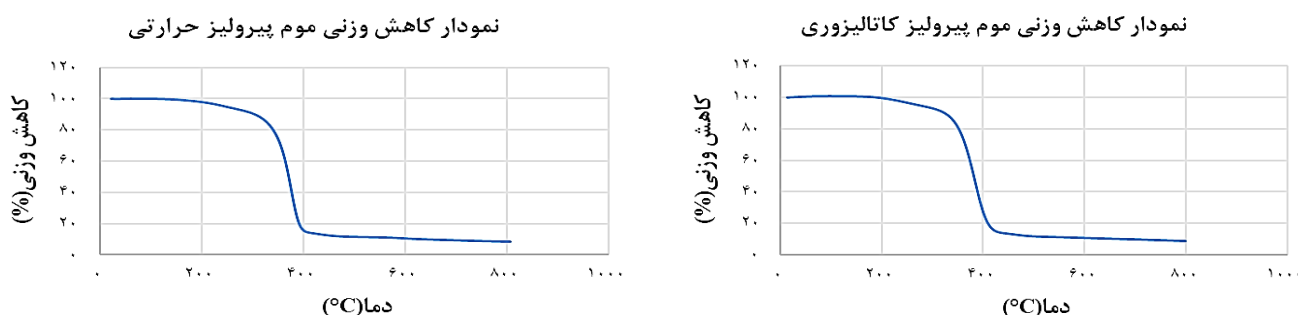 نمودار کاهش وزنی موم پیرولیز حرارتی
۱۲۰
۱۰۰
۸۰
۶۰
۴۰
۲۰
۰
کاهش وزنی(%)
۰ ۲۰۰ ۴۰۰ ۶۰۰ ۸۰۰ ۱۰۰۰
دما(°C)
نمودار کاهش وزنی موم پیرولیز کاتالیزوری
۱۲۰
۱۰۰
۸۰
۶۰
۴۰
۲۰
۰
کاهش وزنی(%)
۰ ۲۰۰ ۴۰۰ ۶۰۰ ۸۰۰ ۱۰۰۰
دما(°C)